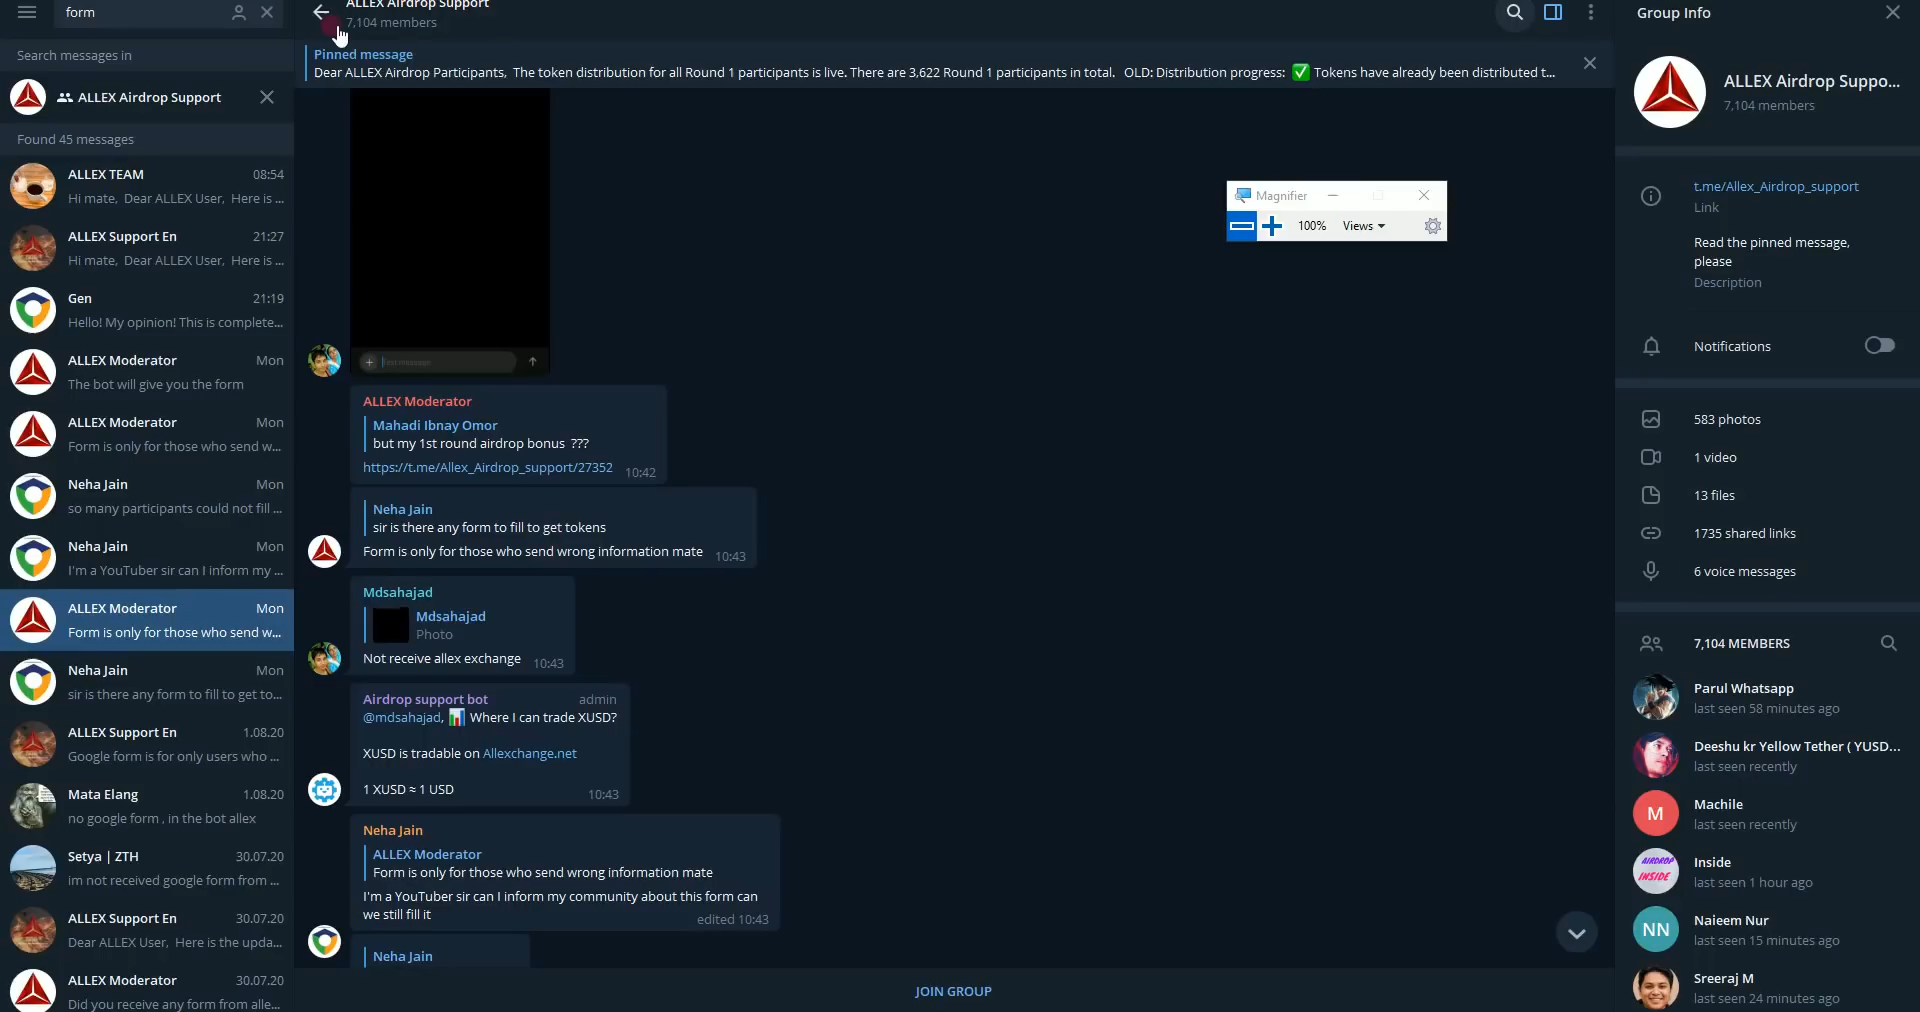 form
Search messages in
ALLEX Airdrop Support
Found 45 messages
ALLEX TEAM 08:54
Hi mate, Dear ALLEX User, Here is ...
ALLEX Support En 21:27
Hi mate, Dear ALLEX User, Here is ...
Gen 21:19
Hello! My opinion! This is complete...
ALLEX Moderator Mon
The bot will give you the form
ALLEX Moderator Mon
Form is only for those who send w...
Neha Jain Mon
so many participants could not fill ...
Neha Jain Mon
I'm a YouTuber sir can I inform my ...
ALLEX Moderator Mon
Form is only for those who send w...
Neha Jain Mon
sir is there any form to fill to get to...
ALLEX Support En 1.08.20
Google form is for only users who ...
Mata Elang 1.08.20
no google form , in the bot allex
Setya | ZTH 30.07.20
im not received google form from ...
ALLEX Support En 30.07.20
Dear ALLEX User, Here is the upda...
ALLEX Moderator 30.07.20
Did you receive any form from alle...
ALLEX Airdrop Support
7,104 members
Pinned message
Dear ALLEX Airdrop Participants, The token distribution for all Round 1 participants is live. There are 3,622 Round 1 participants in total. OLD: Distribution progress: ✅ Tokens have already been distributed t...
Text message
ALLEX Moderator
Mahadi Ibnay Omor
but my 1st round airdrop bonus ???
https://t.me/Allex_Airdrop_support/27352 10:42
Neha Jain
sir is there any form to fill to get tokens
Form is only for those who send wrong information mate 10:43
Mdsahajad
Mdsahajad
Photo
Not receive allex exchange 10:43
Airdrop support bot admin
@mdsahajad, 📊 Where I can trade XUSD?
XUSD is tradable on Allexchange.net
1 XUSD ≈ 1 USD 10:43
Neha Jain
ALLEX Moderator
Form is only for those who send wrong information mate
I'm a YouTuber sir can I inform my community about this form can
we still fill it edited 10:43
Neha Jain
JOIN GROUP
Magnifier
100% Views
Group Info
ALLEX Airdrop Suppo...
7,104 members
t.me/Allex_Airdrop_support
Link
Read the pinned message,
please
Description
Notifications
583 photos
1 video
13 files
1735 shared links
6 voice messages
7,104 MEMBERS
Parul Whatsapp
last seen 58 minutes ago
Deeshu kr Yellow Tether ( YUSD...
last seen recently
M
Machile
last seen recently
AIRDROP
INSIDE
Inside
last seen 1 hour ago
NN
Naieem Nur
last seen 15 minutes ago
Sreeraj M
last seen 24 minutes ago